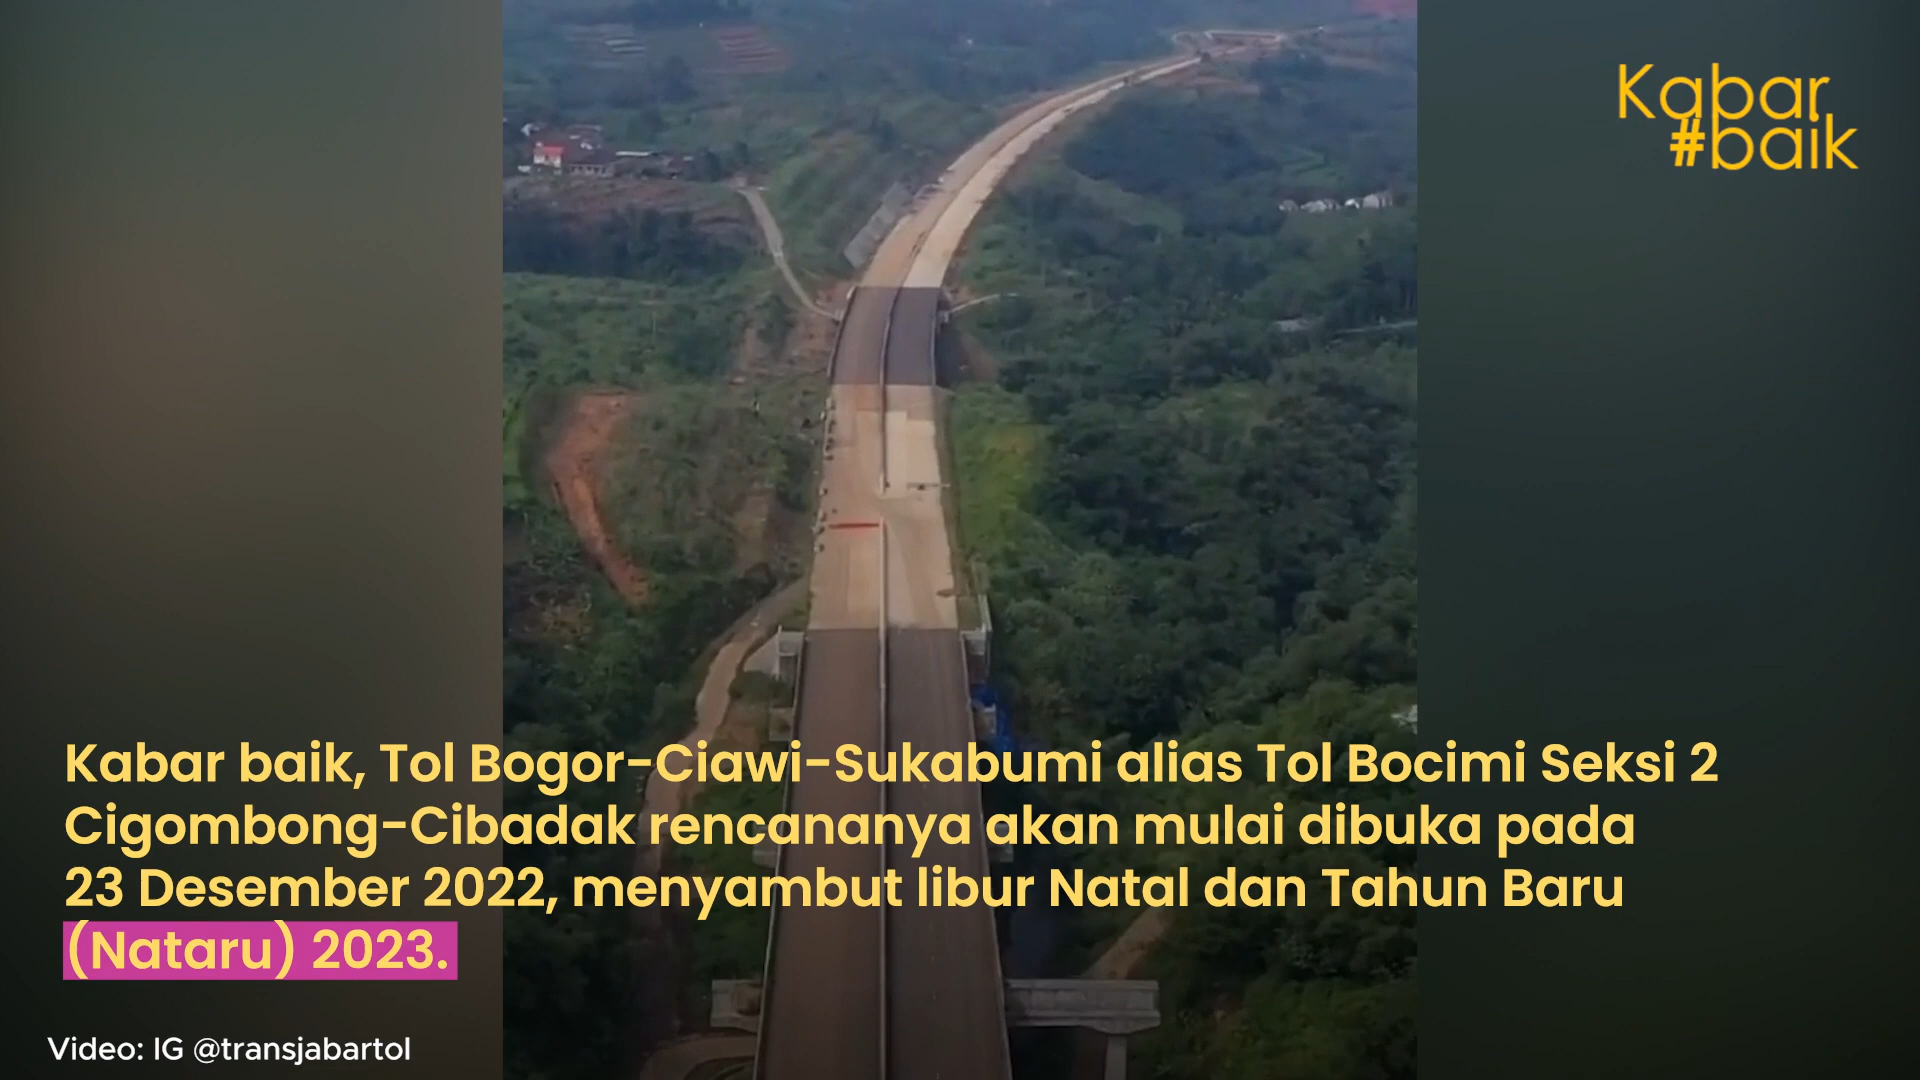 Kabar
#baik
Kabar baik, Tol Bogor-Ciawi-Sukabumi alias Tol Bocimi Seksi 2
Cigombong-Cibadak rencananya akan mulai dibuka pada
23 Desember 2022, menyambut libur Natal dan Tahun Baru
(Nataru) 2023.
Video: IG @transjabartol